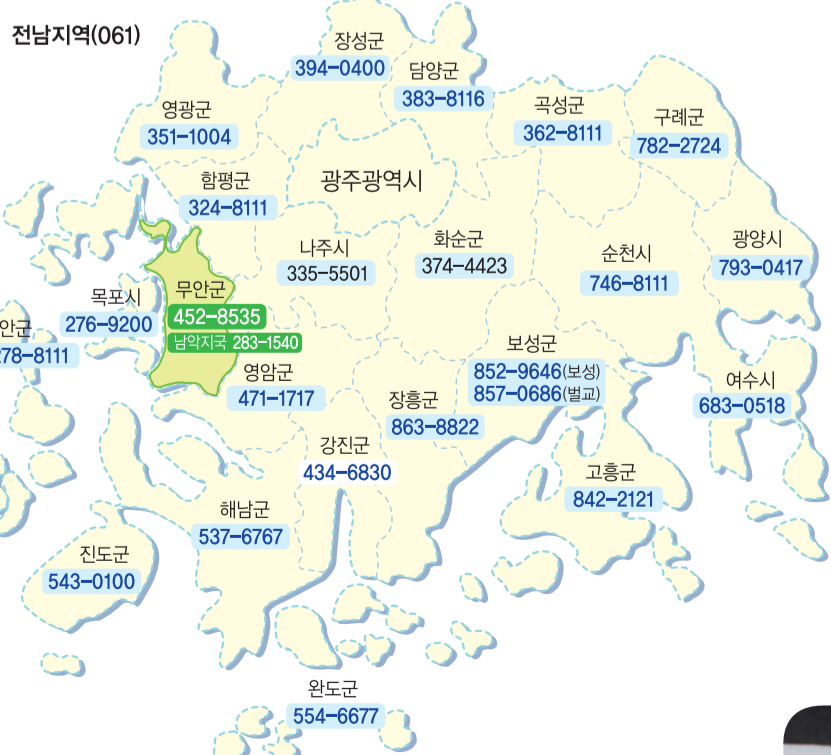 전남지역(061)
장성군
394-0400
담양군
383-8116
영광군
351-1004
곡성군
362-8111
구례군
782-2724
함평군
324-8111
광주광역시
나주시
335-5501
화순군
374-4423
순천시
746-8111
광양시
793-0417
무안군
452-8535
남악지국 283-1540
목포시
276-9200
안군
278-8111
영암군
471-1717
장흥군
863-8822
보성군
852-9646(보성)
857-0686(벌교)
여수시
683-0518
강진군
434-6830
고흥군
842-2121
해남군
537-6767
진도군
543-0100
완도군
554-6677